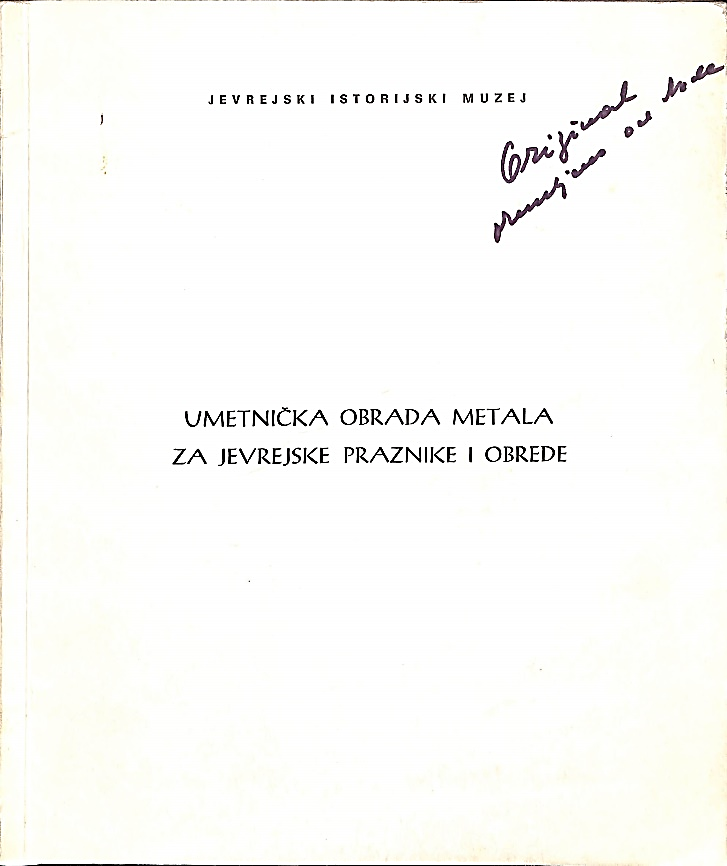 JEVREJSKI ISTORIJSKI MUZEJ
Original
UMETNIČKA OBRADA METALA
ZA JEVREJSKE PRAZNIKE I OBREDE